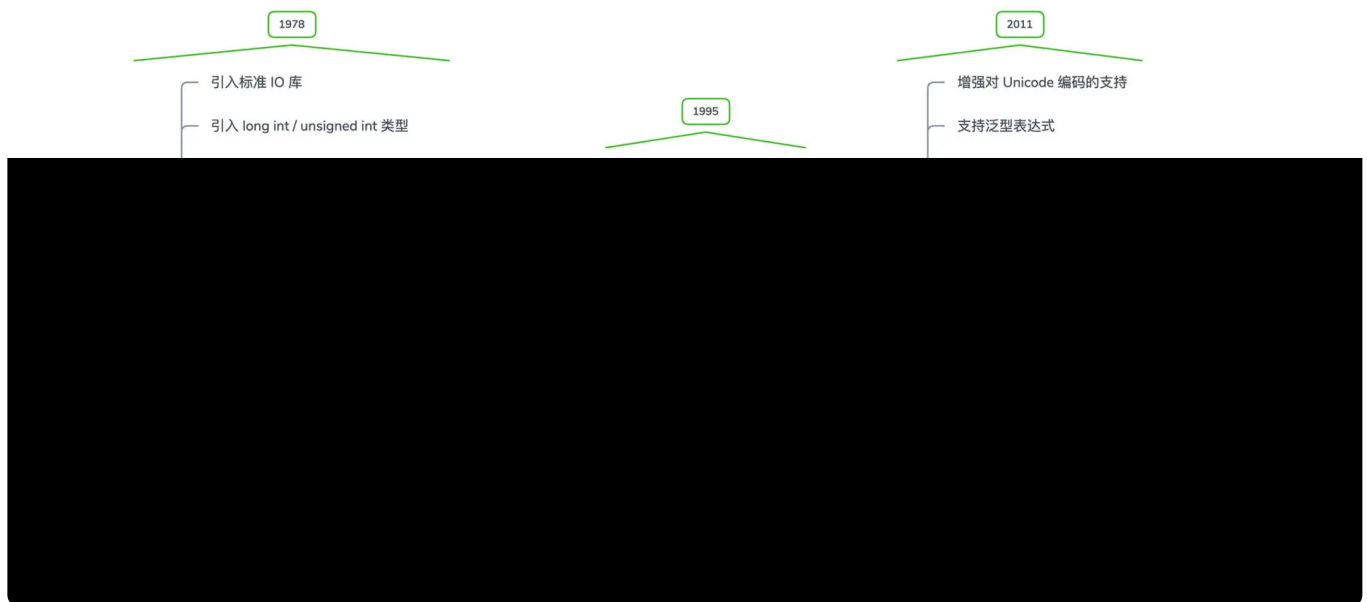 1978
引入标准 IO 库
引入 long int / unsigned int 类型
1995
2011
增强对 Unicode 编码的支持
支持泛型表达式